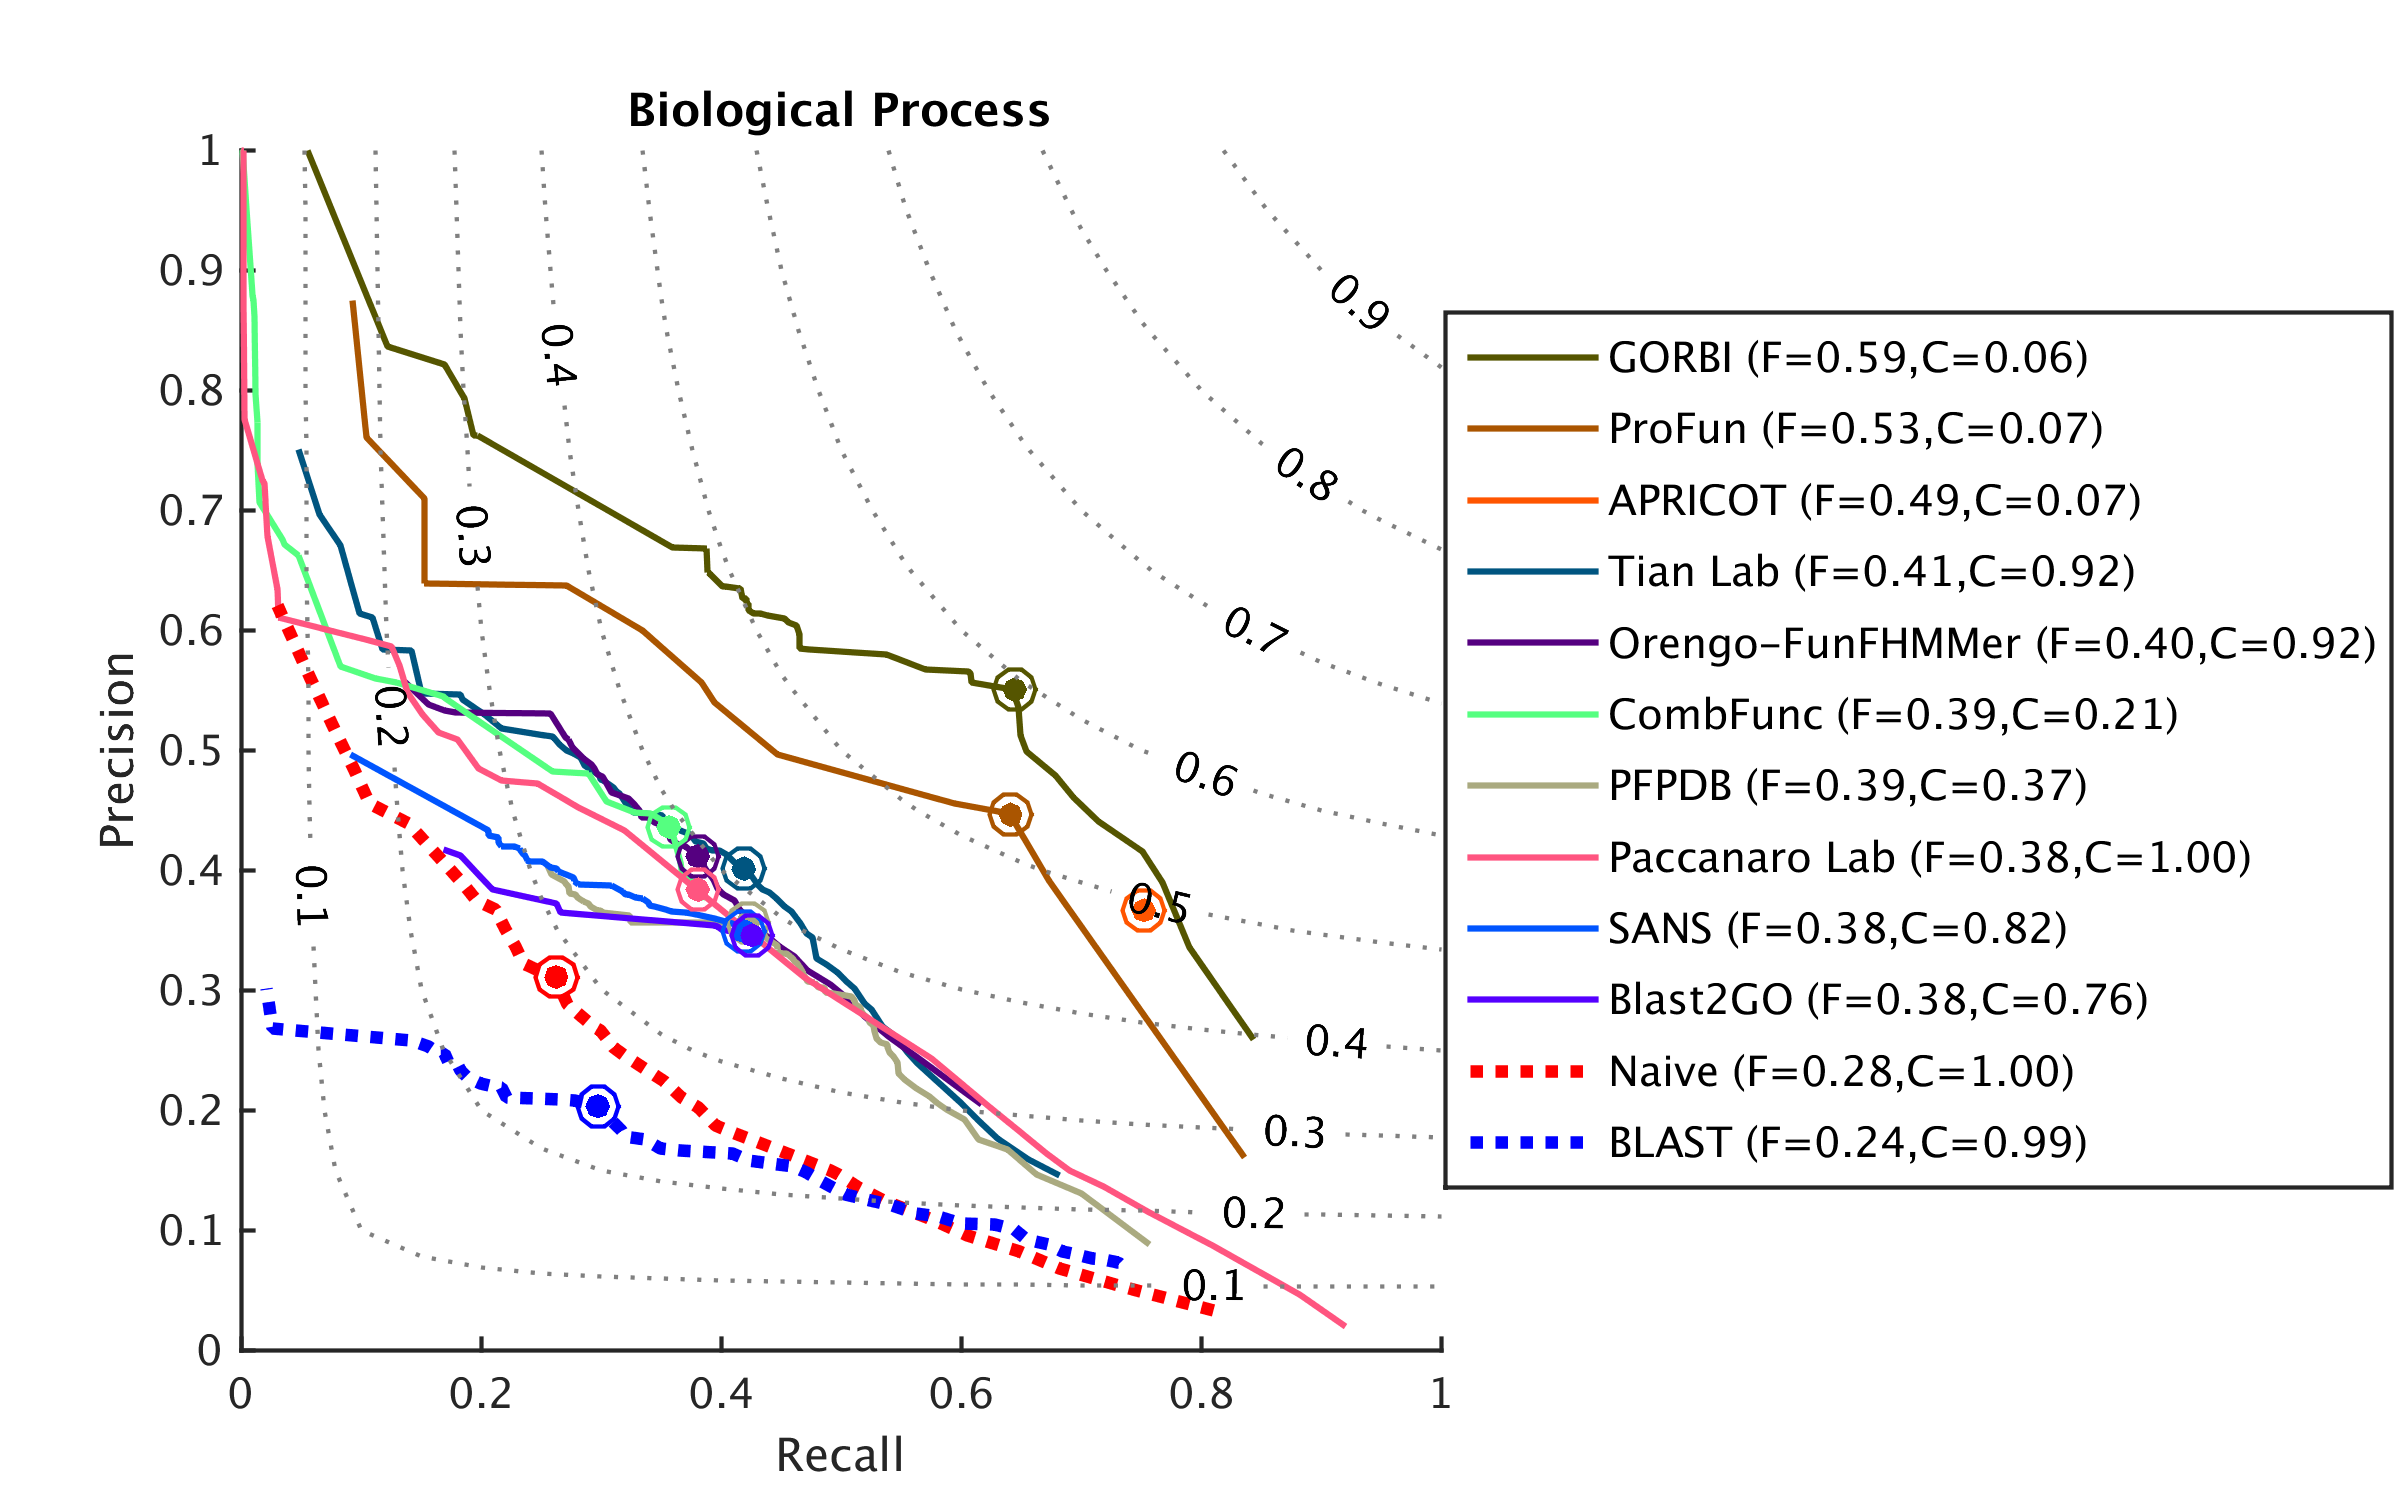 Biological Process
Precision
1
0.9
0.8
0.7
0.6
0.5
0.4
0.3
0.2
0.1
0
0
0.2
0.4
0.6
0.8
1
Recall
0.1
0.2
0.3
0.4
0.9
0.8
0.7
0.6
0.5
0.4
0.3
0.2
0.1
GORBI (F=0.59,C=0.06)
ProFun (F=0.53,C=0.07)
APRICOT (F=0.49,C=0.07)
Tian Lab (F=0.41,C=0.92)
Orengo-FunFHMMer (F=0.40,C=0.92)
CombFunc (F=0.39,C=0.21)
PFPDB (F=0.39,C=0.37)
Paccanaro Lab (F=0.38,C=1.00)
SANS (F=0.38,C=0.82)
Blast2GO (F=0.38,C=0.76)
Naive (F=0.28,C=1.00)
BLAST (F=0.24,C=0.99)